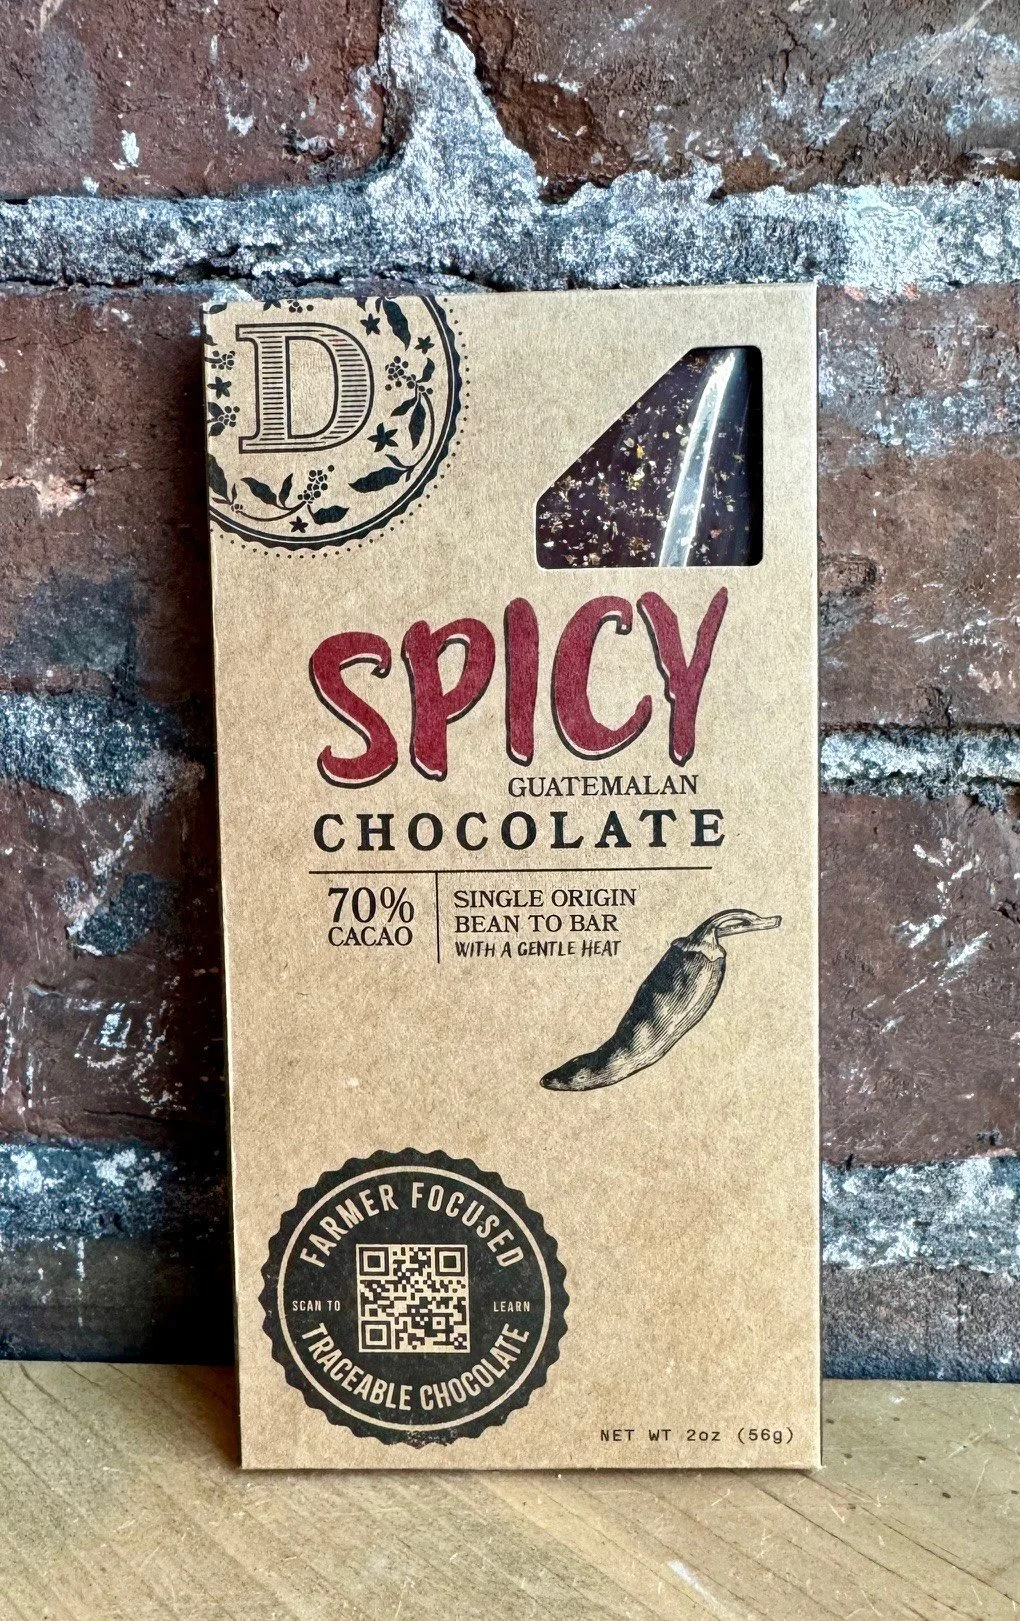 D
SPICY
GUATEMALAN
CHOCOLATE
70%
CACAO
SINGLE ORIGIN
BEAN TO BAR
WITH A GENTLE HEAT
FARMER FOCUSED
SCAN TO LEARN
TRACEABLE CHOCOLATE
NET WT 2oz (56g)